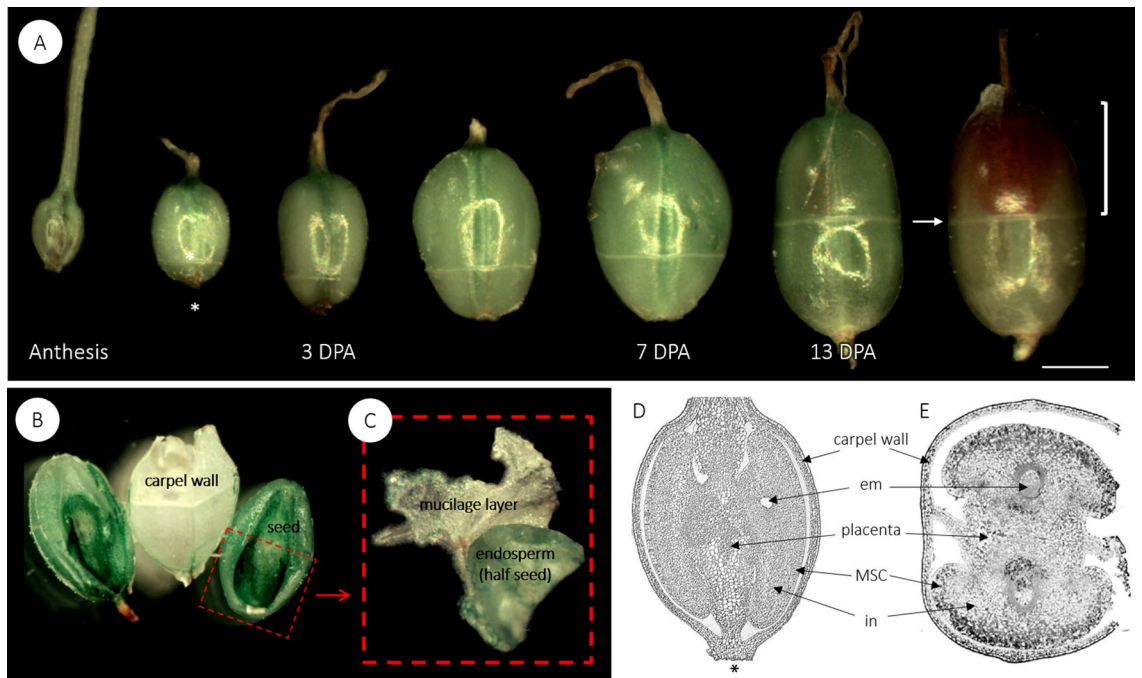 A
*
*
Anthesis
3 DPA
7 DPA
13 DPA
B
carpel wall
seed
C
mucilage layer
endosperm
(half seed)
D
*
carpel wall
em
placenta
MSC
in
E